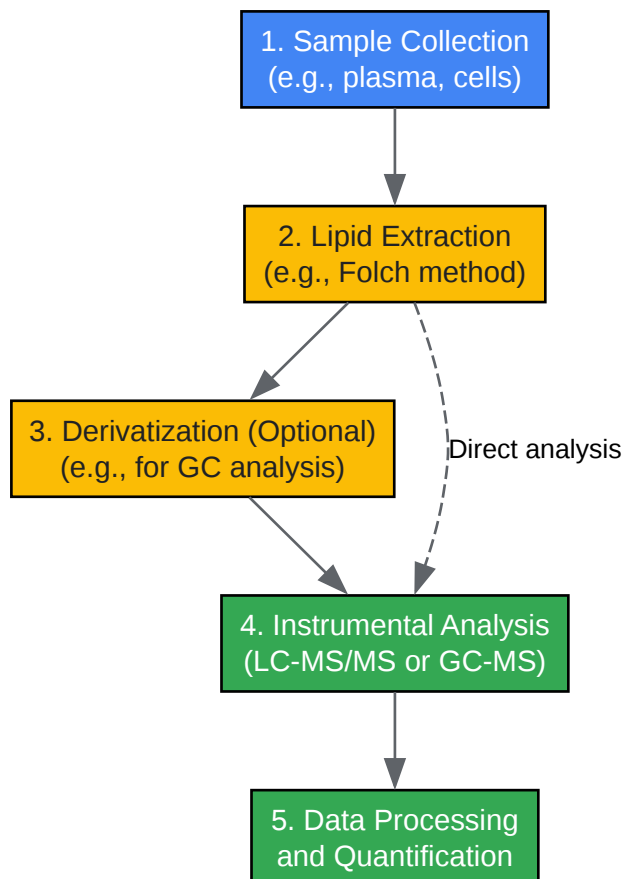 1. Sample Collection
(e.g., plasma, cells)
2. Lipid Extraction
(e.g., Folch method)
3. Derivatization (Optional)
(e.g., for GC analysis)
Direct analysis
4. Instrumental Analysis
(LC-MS/MS or GC-MS)
5. Data Processing
and Quantification